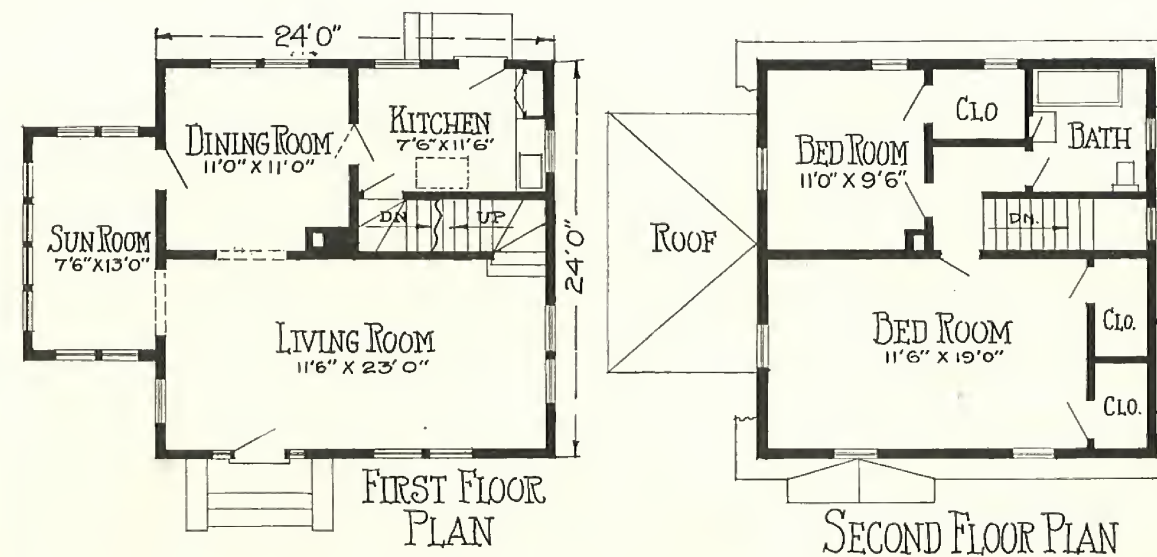 24'0"
DINING ROOM
11'0" X 11'0"
KITCHEN
7'6" X 11'6"
SUN ROOM
7'6" X 13'0"
DN
UP
24'0"
LIVING ROOM
11'6" X 23'0"
FIRST FLOOR
PLAN
ROOF
BED ROOM
11'0" X 9'6"
CLO
BATH
DN.
BED ROOM
11'6" X 19'0"
CLO.
CLO.
SECOND FLOOR PLAN